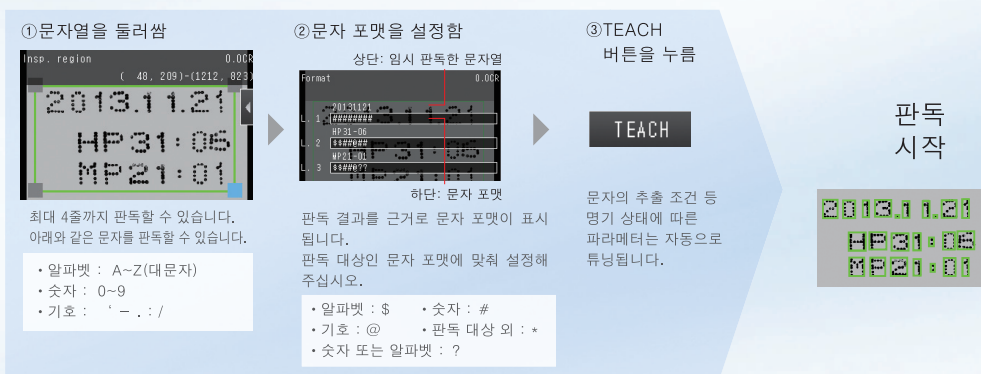 ①문자열을 둘러쌈
Insp. region 0.0CR
( 48, 209)-(1212, 823)
2013.11.21
HP31:06
MP21:01
최대 4줄까지 판독할 수 있습니다.
아래와 같은 문자를 판독할 수 있습니다.
・알파벳 : A~Z(대문자)
・숫자 : 0~9
・기호 : ‘ − . : /
②문자 포맷을 설정함
상단: 임시 판독한 문자열
Format 0.0CR
20131121
L. 1 ########
HP31-06
L. 2 $$##@##
MP21-01
L. 3 $$##@??
하단: 문자 포맷
판독 결과를 근거로 문자 포맷이 표시
됩니다.
판독 대상인 문자 포맷에 맞춰 설정해
주십시오.
・알파벳 : $ ・숫자 : #
・기호 : @ ・판독 대상 외 : *
・숫자 또는 알파벳 : ?
③TEACH
버튼을 누름
TEACH
문자의 추출 조건 등
명기 상태에 따른
파라메터는 자동으로
튜닝됩니다.
판독
시작
2013.11.21
HP31:06
MP21:01